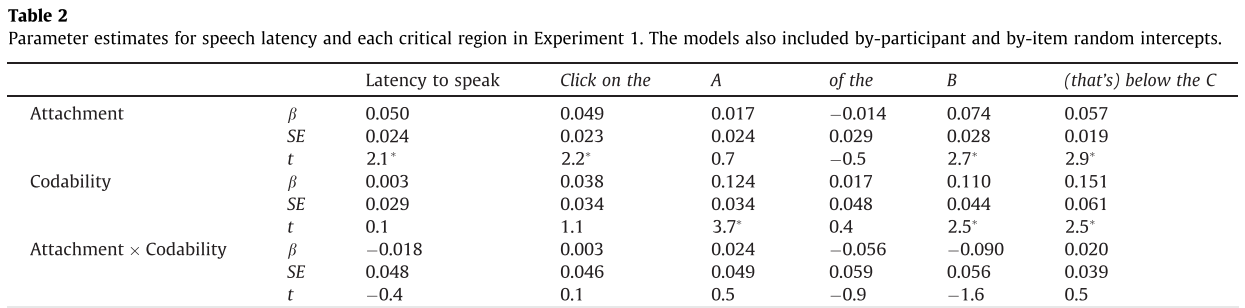 Table 2
Parameter estimates for speech latency and each critical region in Experiment 1. The models also included by-participant and by-item random intercepts.
Latency to speak Click on the A of the B (that's) below the C
Attachment β 0.050 0.049 0.017 −0.014 0.074 0.057
SE 0.024 0.023 0.024 0.029 0.028 0.019
t 2.1* 2.2* 0.7 −0.5 2.7* 2.9*
Codability β 0.003 0.038 0.124 0.017 0.110 0.151
SE 0.029 0.034 0.034 0.048 0.044 0.061
t 0.1 1.1 3.7* 0.4 2.5* 2.5*
Attachment × Codability β −0.018 0.003 0.024 −0.056 −0.090 0.020
SE 0.048 0.046 0.049 0.059 0.056 0.039
t −0.4 0.1 0.5 −0.9 −1.6 0.5